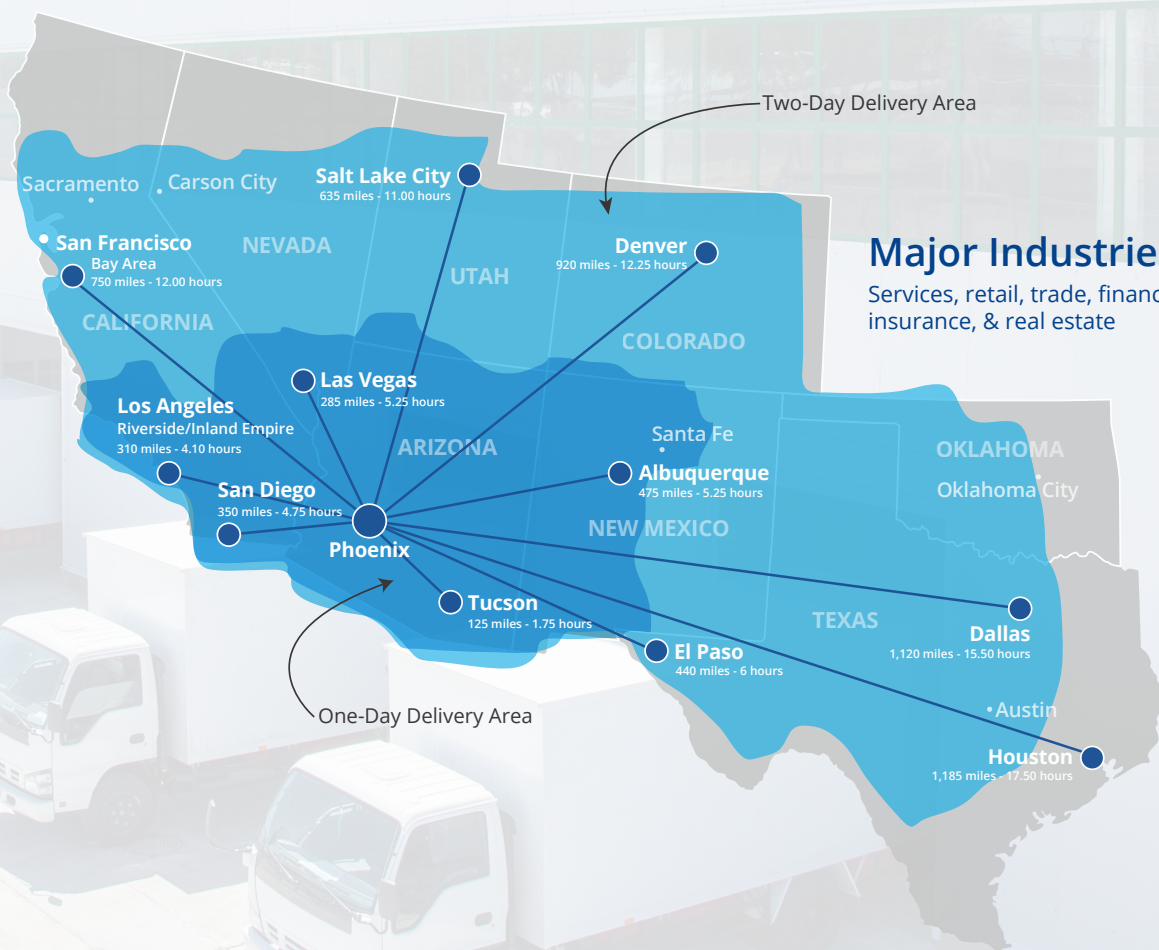 Two-Day Delivery Area
Salt Lake City
635 miles - 11.00 hours
Sacramento
Carson City
San Francisco
Bay Area
750 miles - 12.00 hours
NEVADA
UTAH
Denver
920 miles - 12.25 hours
Major Industrie
Services, retail, trade, financ
insurance, & real estate
CALIFORNIA
COLORADO
Las Vegas
285 miles - 5.25 hours
Los Angeles
Riverside/Inland Empire
310 miles - 4.10 hours
ARIZONA
Santa Fe
OKLAHOMA
Albuquerque
475 miles - 5.25 hours
Oklahoma City
San Diego
350 miles - 4.75 hours
NEW MEXICO
Phoenix
Tucson
125 miles - 1.75 hours
TEXAS
Dallas
1,120 miles - 15.50 hours
El Paso
440 miles - 6 hours
One-Day Delivery Area
Austin
Houston
1,185 miles - 17.50 hours